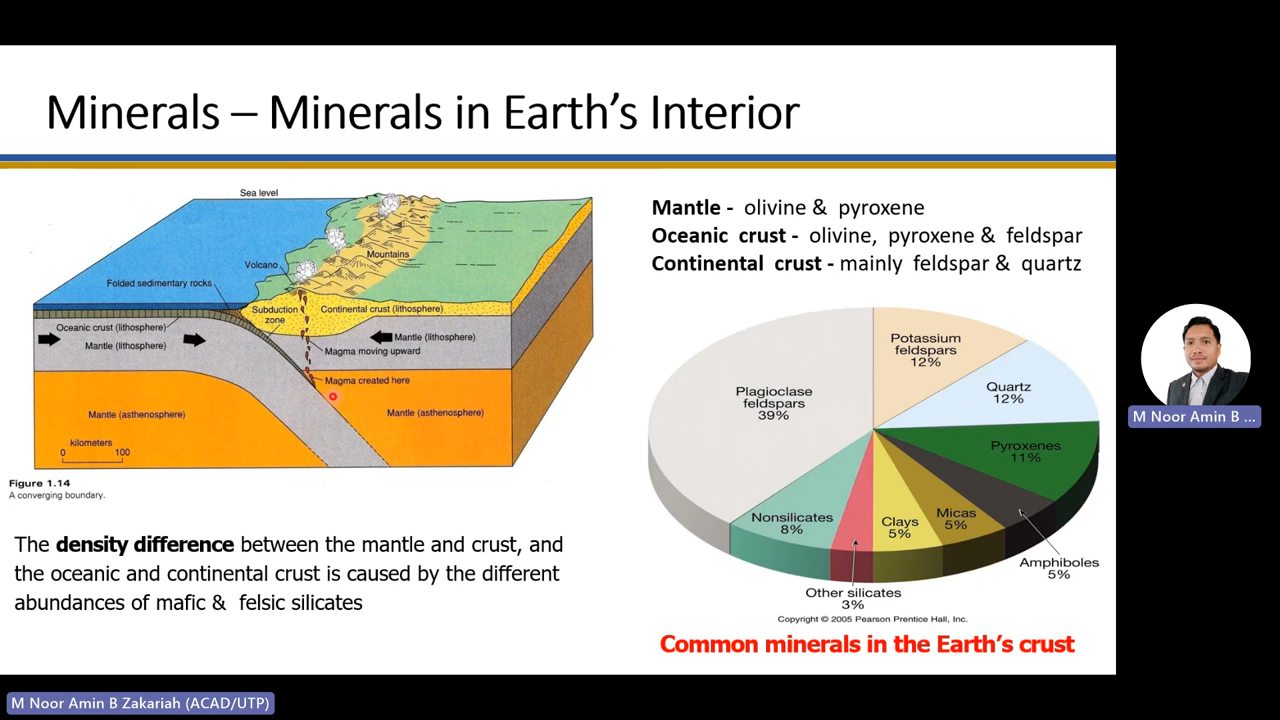 Minerals – Minerals in Earth's Interior
Sea level
Mountains
Volcano
Folded sedimentary rocks
Subduction
zone
Continental crust (lithosphere)
Oceanic crust (lithosphere)
Mantle (lithosphere)
Mantle (lithosphere)
Magma moving upward
Magma created here
Mantle (asthenosphere)
Mantle (asthenosphere)
kilometers
0 100
Figure 1.14
A converging boundary.
The density difference between the mantle and crust, and
the oceanic and continental crust is caused by the different
abundances of mafic & felsic silicates
Mantle - olivine & pyroxene
Oceanic crust - olivine, pyroxene & feldspar
Continental crust - mainly feldspar & quartz
Potassium
feldspars
12%
Quartz
12%
Plagioclase
feldspars
39%
Pyroxenes
11%
Nonsilicates
8%
Clays
5%
Micas
5%
Amphiboles
5%
Other silicates
3%
Copyright © 2005 Pearson Prentice Hall, Inc.
Common minerals in the Earth's crust
M Noor Amin B ...
M Noor Amin B Zakariah (ACAD/UTP)